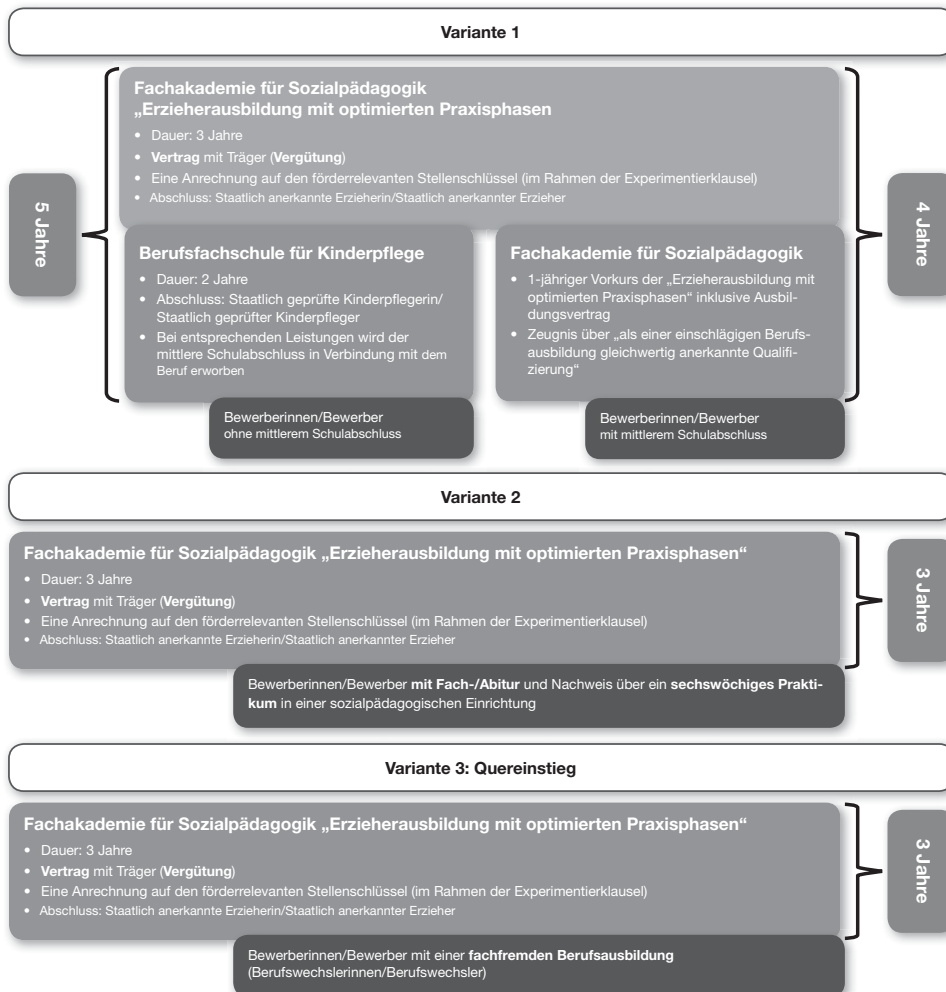 Variante 1
Fachakademie für Sozialpädagogik
„Erzieherausbildung mit optimierten Praxisphasen
• Dauer: 3 Jahre
• Vertrag mit Träger (Vergütung)
• Eine Anrechnung auf den förderrelevanten Stellenschlüssel (im Rahmen der Experimentierklausel)
• Abschluss: Staatlich anerkannte Erzieherin/Staatlich anerkannter Erzieher
5 Jahre
4 Jahre
Berufsfachschule für Kinderpflege
• Dauer: 2 Jahre
• Abschluss: Staatlich geprüfte Kinderpflegerin/
Staatlich geprüfter Kinderpfleger
• Bei entsprechenden Leistungen wird der
mittlere Schulabschluss in Verbindung mit dem
Beruf erworben
Bewerberinnen/Bewerber
ohne mittlerem Schulabschluss
Fachakademie für Sozialpädagogik
• 1-jähriger Vorkurs der „Erzieherausbildung mit
optimierten Praxisphasen“ inklusive Ausbil-
dungsvertrag
• Zeugnis über „als einer einschlägigen Berufs-
ausbildung gleichwertig anerkannte Qualifi-
zierung“
Bewerberinnen/Bewerber
mit mittlerem Schulabschluss
Variante 2
Fachakademie für Sozialpädagogik „Erzieherausbildung mit optimierten Praxisphasen“
• Dauer: 3 Jahre
• Vertrag mit Träger (Vergütung)
• Eine Anrechnung auf den förderrelevanten Stellenschlüssel (im Rahmen der Experimentierklausel)
• Abschluss: Staatlich anerkannte Erzieherin/Staatlich anerkannter Erzieher
3 Jahre
Bewerberinnen/Bewerber mit Fach-/Abitur und Nachweis über ein sechswöchiges Prakti-
kum in einer sozialpädagogischen Einrichtung
Variante 3: Quereinstieg
Fachakademie für Sozialpädagogik „Erzieherausbildung mit optimierten Praxisphasen“
• Dauer: 3 Jahre
• Vertrag mit Träger (Vergütung)
• Eine Anrechnung auf den förderrelevanten Stellenschlüssel (im Rahmen der Experimentierklausel)
• Abschluss: Staatlich anerkannte Erzieherin/Staatlich anerkannter Erzieher
3 Jahre
Bewerberinnen/Bewerber mit einer fachfremden Berufsausbildung
(Berufswechslerinnen/Berufswechsler)